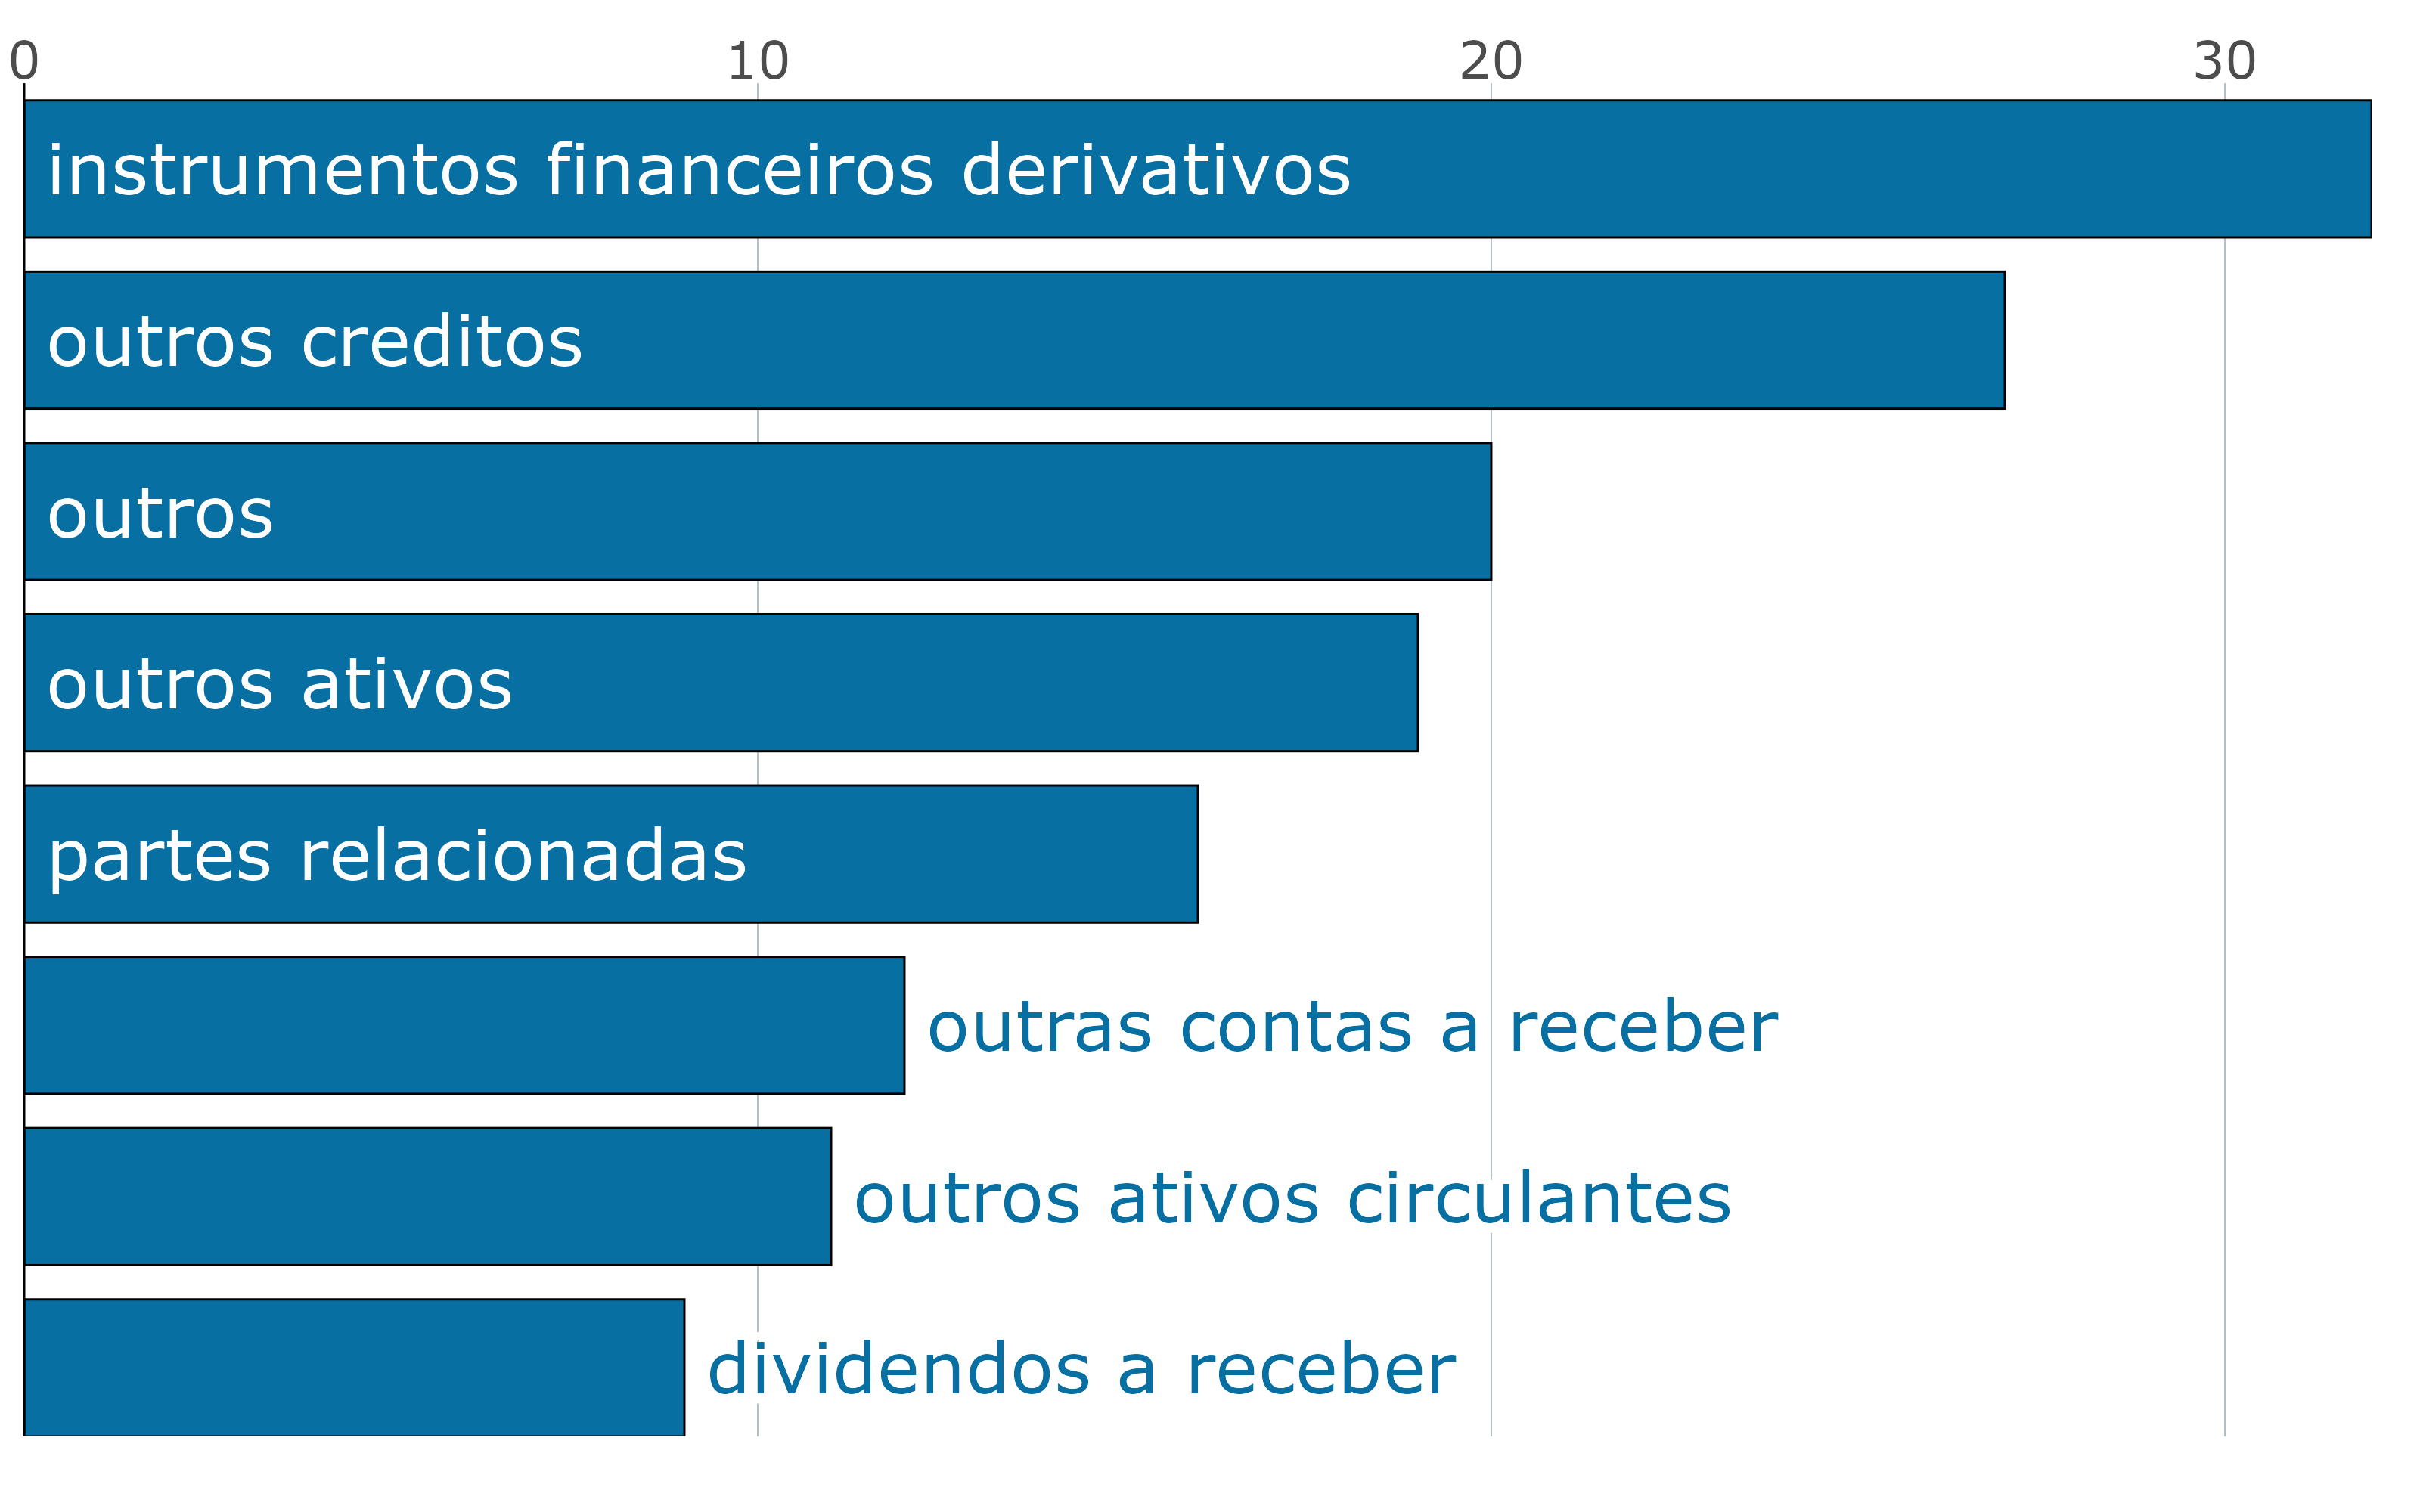 0 10 20 30
instrumentos financeiros derivativos
outros creditos
outros
outros ativos
partes relacionadas
outras contas a receber
outros ativos circulantes
dividendos a receber